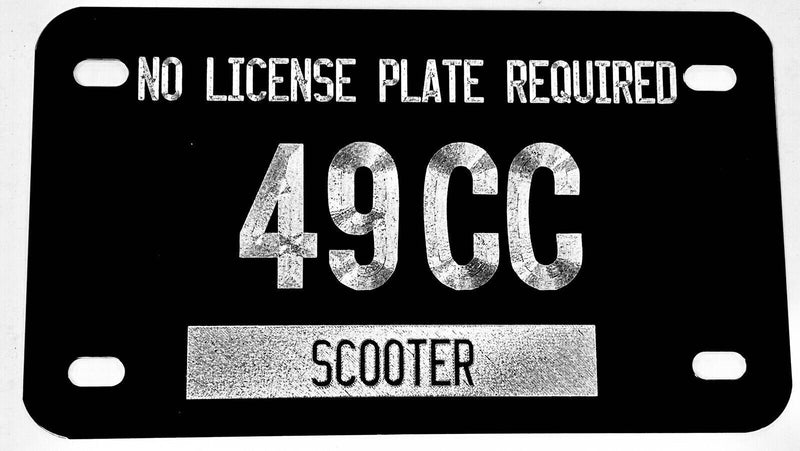 NO LICENSE PLATE REQUIRED
49CC
SCOOTER